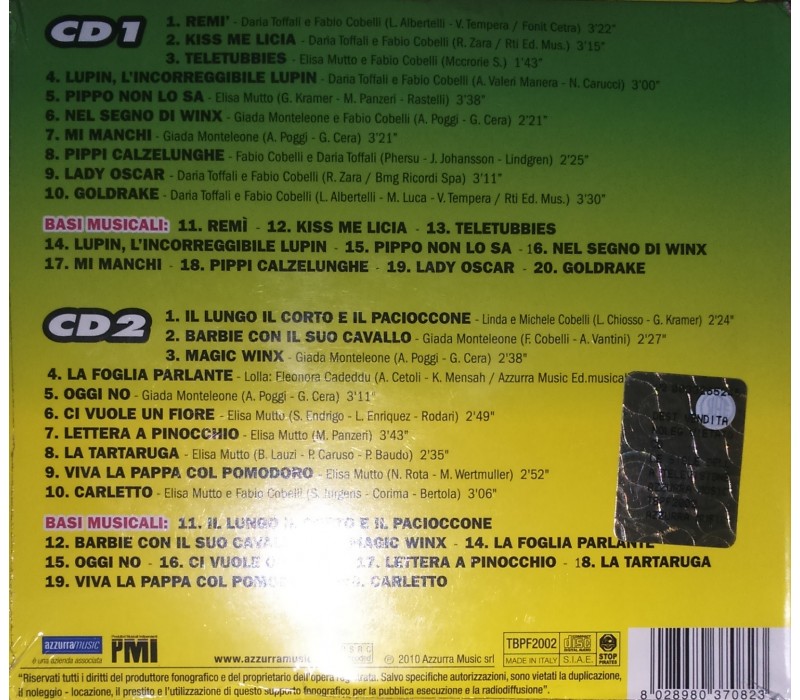 CD1
1. REMI' - Daria Toffali e Fabio Cobelli (L. Albertelli - V. Tempera / Funit Cetra) 3'22"
2. KISS ME LICIA - Daria Toffali e Fabio Cobelli (R. Zara / Rti Ed. Mus.) 3'15"
3. TELETUBBIES - Elisa Mutto e Fabio Cobelli (Mccrorie S.) 1'43"
4. LUPIN, L'INCORREGGIBILE LUPIN - Daria Toffali e Fabio Cobelli (A. Valeri Manera - N. Carucci) 3'00"
5. PIPPO NON LO SA - Elisa Mutto (G. Kramer - M. Panzeri - Rastelli) 3'38"
6. NEL SEGNO DI WINX - Giada Monteleone e Fabio Cobelli (A. Poggi - G. Cera) 2'21"
7. MI MANCHI - Giada Monteleone (A. Poggi - G. Cera) 3'21"
8. PIPPI CALZELUNGHE - Fabio Cobelli e Daria Toffali (Phersu - J. Johansson - Lindgren) 2'25"
9. LADY OSCAR - Daria Toffali e Fabio Cobelli (R. Zara / Bmg Ricordi Spa) 3'11"
10. GOLDRAKE - Daria Toffali e Fabio Cobelli (L. Albertelli - M. Luca - V. Tempera / Rti Ed. Mus.) 3'30"
BASI MUSICALI: 11. REMÌ - 12. KISS ME LICIA - 13. TELETUBBIES
14. LUPIN, L'INCORREGGIBILE LUPIN - 15. PIPPO NON LO SA - 16. NEL SEGNO DI WINX
17. MI MANCHI - 18. PIPPI CALZELUNGHE - 19. LADY OSCAR - 20. GOLDRAKE
CD2
1. IL LUNGO IL CORTO E IL PACIOCCONE - Linda e Michele Cobelli (L. Chiosso - G. Kramer) 2'24"
2. BARBIE CON IL SUO CAVALLO - Giada Monteleone (F. Cobelli - A. Vantini) 2'27"
3. MAGIC WINX - Giada Monteleone (A. Poggi - G. Cera) 2'38"
4. LA FOGLIA PARLANTE - Lolla: Eleonora Cadeddu (A. Cetoli - K. Mensah / Azzurra Music Ed.musical
5. OGGI NO - Giada Monteleone (A. Poggi - G. Cera) 3'11"
6. CI VUOLE UN FIORE - Elisa Mutto (S. Endrigo - L. Enriquez - Rodari) 2'49"
7. LETTERA A PINOCCHIO - Elisa Mutto (M. Panzeri) 3'43"
8. LA TARTARUGA - Elisa Mutto (B. Lauzi - P. Caruso - P. Baudo) 2'35"
9. VIVA LA PAPPA COL POMODORO - Elisa Mutto (N. Rota - M. Wertmuller) 2'52"
10. CARLETTO - Elisa Mutto e Fabio Cobelli (S. Jurgens - Corima - Bertola) 3'06"
BASI MUSICALI: 11. IL LUNGO IL CORTO E IL PACIOCCONE
12. BARBIE CON IL SUO CAVAL MAGIC WINX - 14. LA FOGLIA PARLANTE
15. OGGI NO - 16. CI VUOLE 17. LETTERA A PINOCCHIO - 18. LA TARTARUGA
19. VIVA LA PAPPA COL POMO CARLETTO
VENDITA
azzurramusic
è una azienda associata
PMI
www.azzurramusic
℗ 2010 Azzurra Music srl
TBPF2002
MADE IN ITALY
S.I.A.E.
COMPACT disc DIGITAL AUDIO
STOP PIRATES
8 028980 370823
"Riservati tutti i diritti del produttore fonografico e del proprietario dell'opera registrata. Salvo specifiche autorizzazioni, sono vietati la duplicazione,
il noleggio - locazione, il prestito e l'utilizzazione di questo supporto fonografico per la pubblica esecuzione e la radiodiffusione".